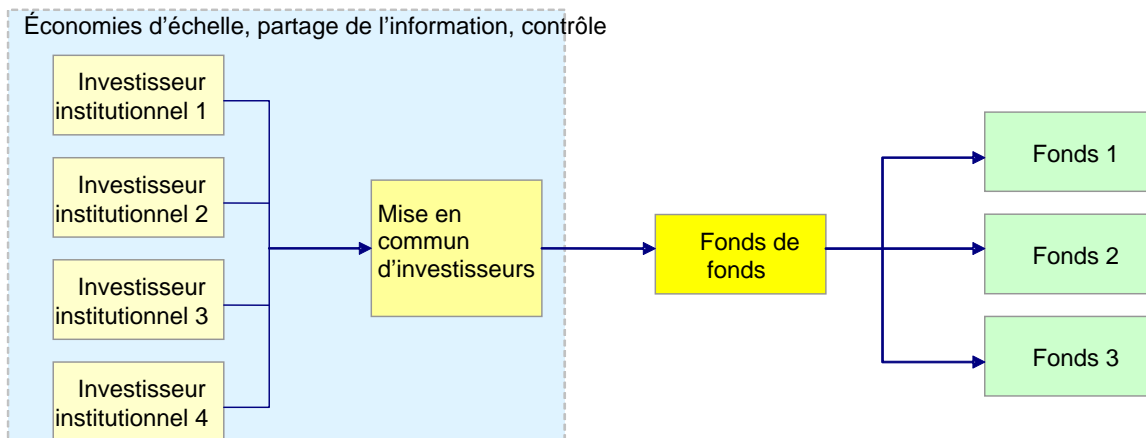 Économies d’échelle, partage de l’information, contrôle
Investisseur
institutionnel 1
Investisseur
institutionnel 2
Investisseur
institutionnel 3
Investisseur
institutionnel 4
Mise en
commun
d’investisseurs
Fonds de
fonds
Fonds 1
Fonds 2
Fonds 3